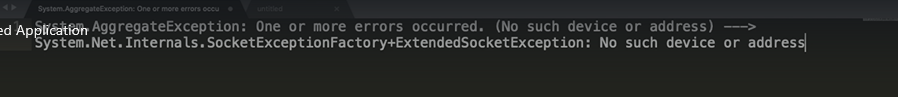 System.AggregateException: One or more errors occu
untitled
System.AggregateException: One or more errors occurred. (No such device or address) --->
ed Application
System.Net.Internals.SocketExceptionFactory+ExtendedSocketException: No such device or address